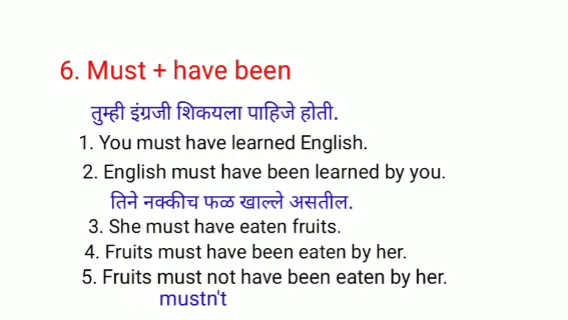 6. Must + have been
तुम्ही इंग्रजी शिकयला पाहिजे होती.
1. You must have learned English.
2. English must have been learned by you.
तिने नक्कीच फळ खाल्ले असतील.
3. She must have eaten fruits.
4. Fruits must have been eaten by her.
5. Fruits must not have been eaten by her.
mustn't